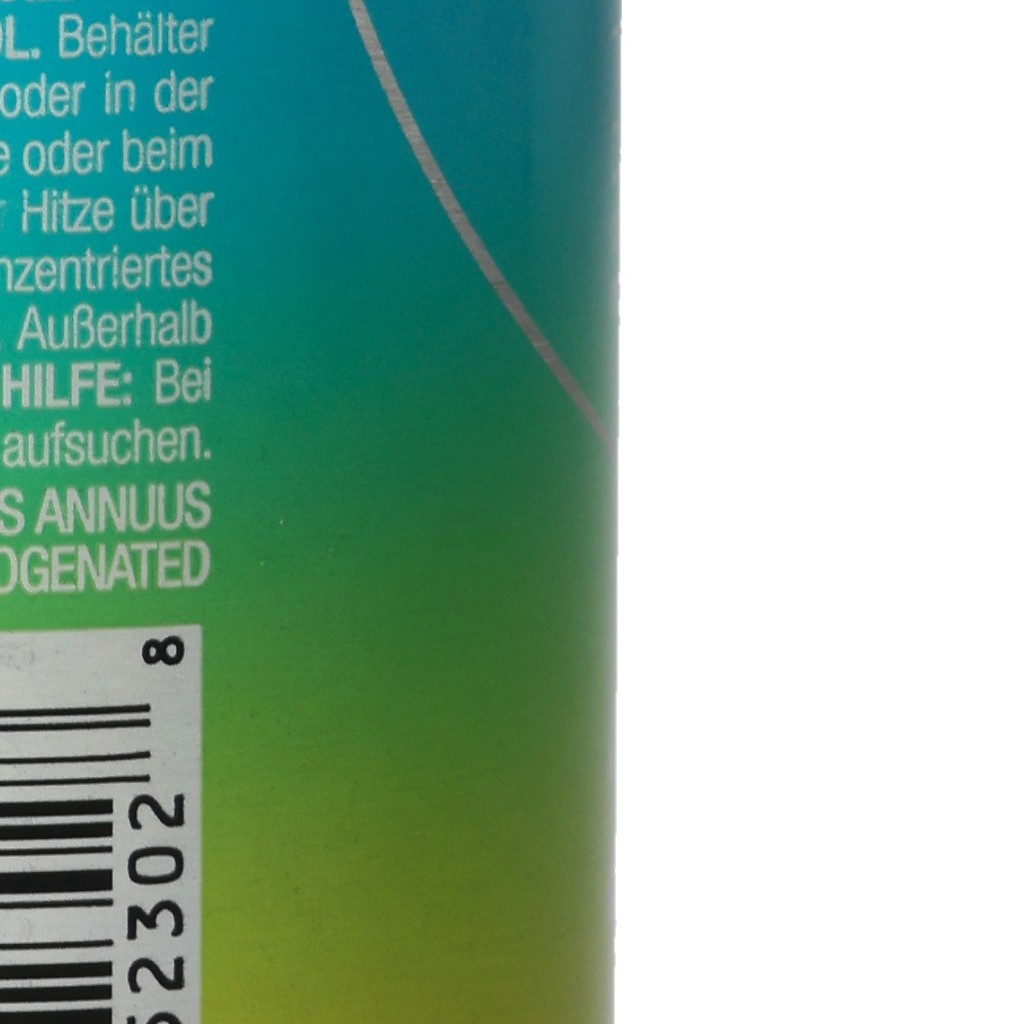 OL. Behälter
oder in der
e oder beim
r Hitze über
nzentriertes
. Außerhalb
HILFE: Bei
aufsuchen.
S ANNUUS
OGENATED
8
52302